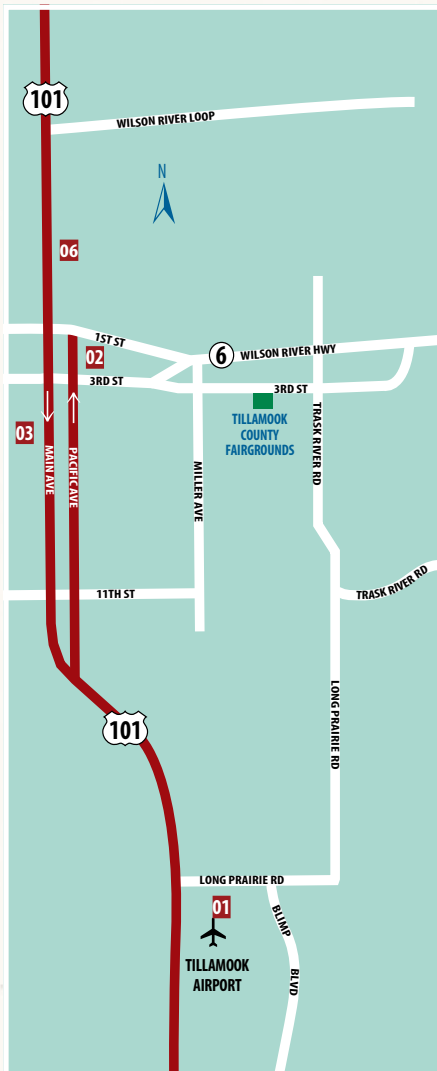 101
WILSON RIVER LOOP
N
06
1ST ST
02
6
WILSON RIVER HWY
3RD ST
3RD ST
03
TILLAMOOK
COUNTY
FAIRGROUNDS
TRASK RIVER RD
MAIN AVE
PACIFIC AVE
MILLER AVE
11TH ST
TRASK RIVER RD
LONG PRAIRIE RD
101
LONG PRAIRIE RD
01
BLIMP
BLVD
TILLAMOOK
AIRPORT